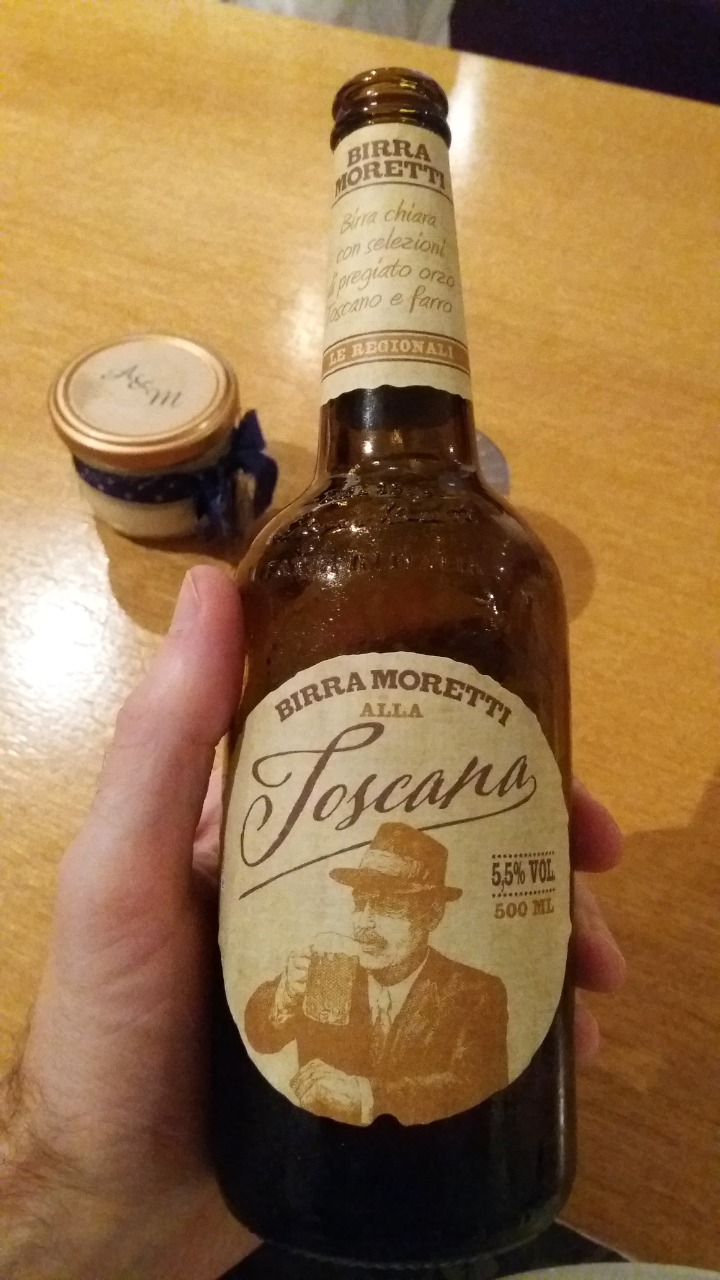 BIRRA
MORETTI
Birra chiara
con selezioni
di pregiato orzo
Toscano e farro
LE REGIONALI
A&M
BIRRA MORETTI
ALLA
Toscana
5,5% VOL
500 ML